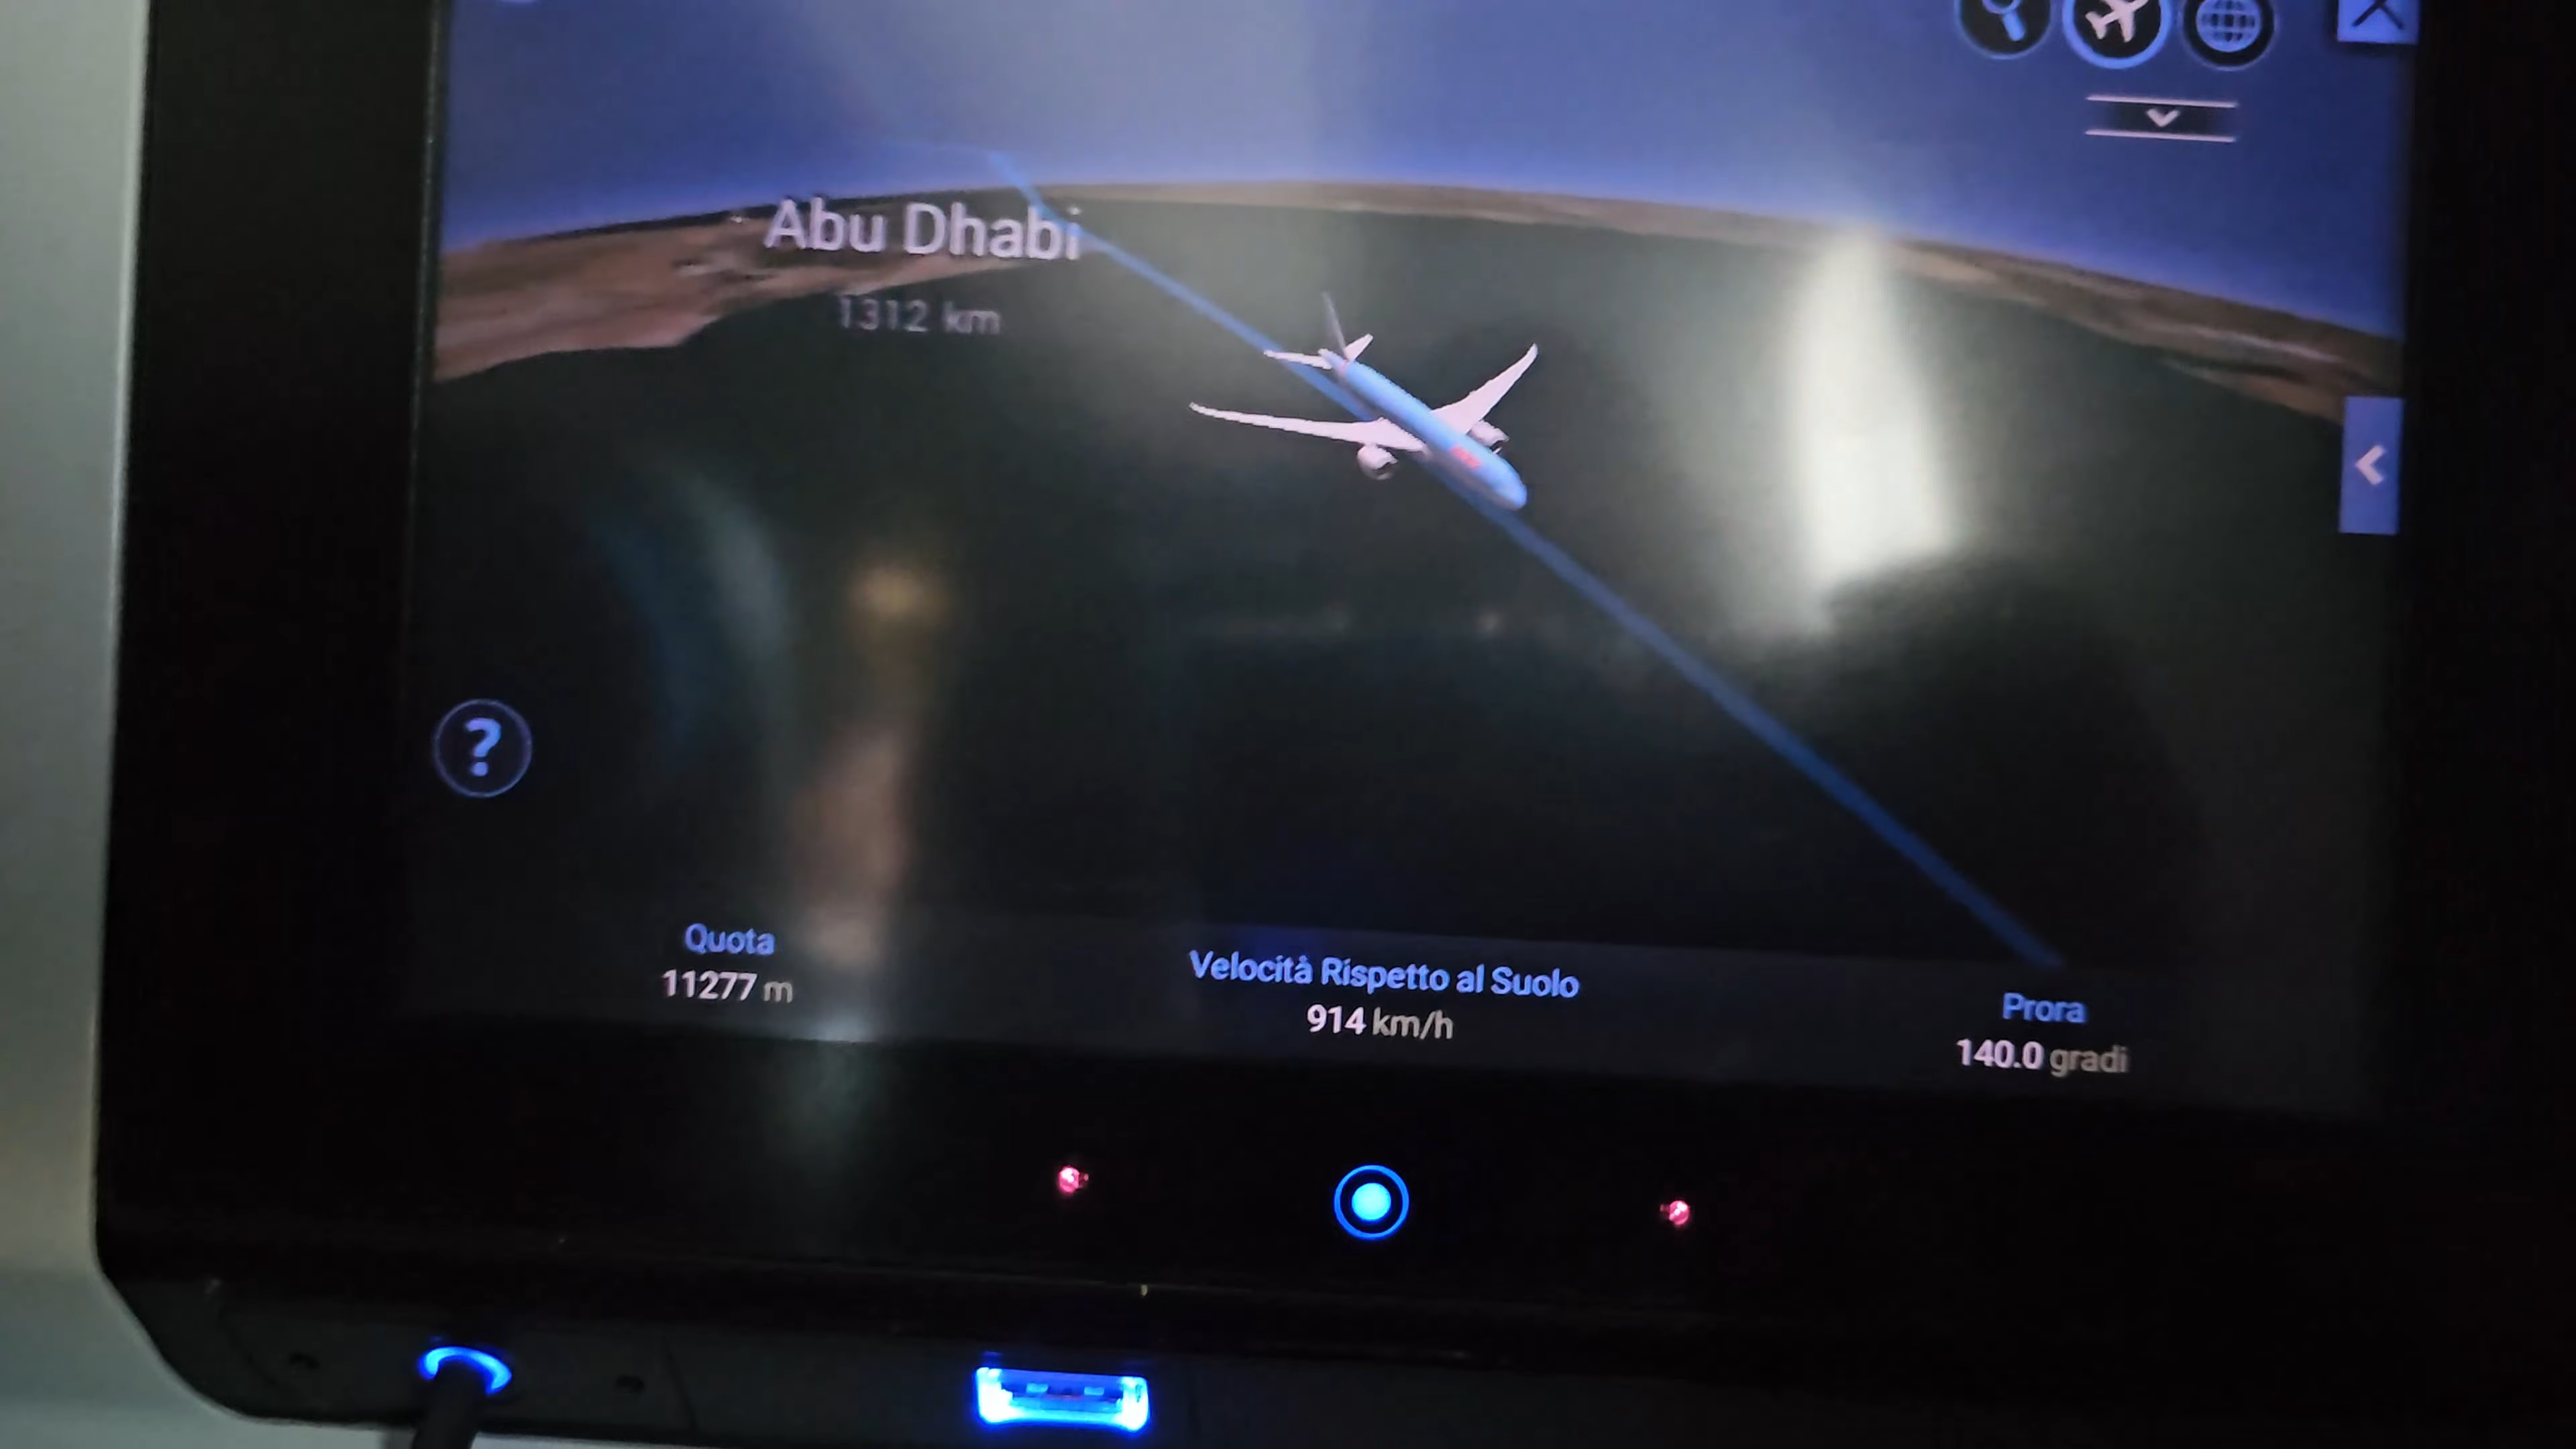 Abu Dhabi
1312 km
?
Quota
11277 m
Velocità Rispetto al Suolo
914 km/h
Prora
140.0 gradi